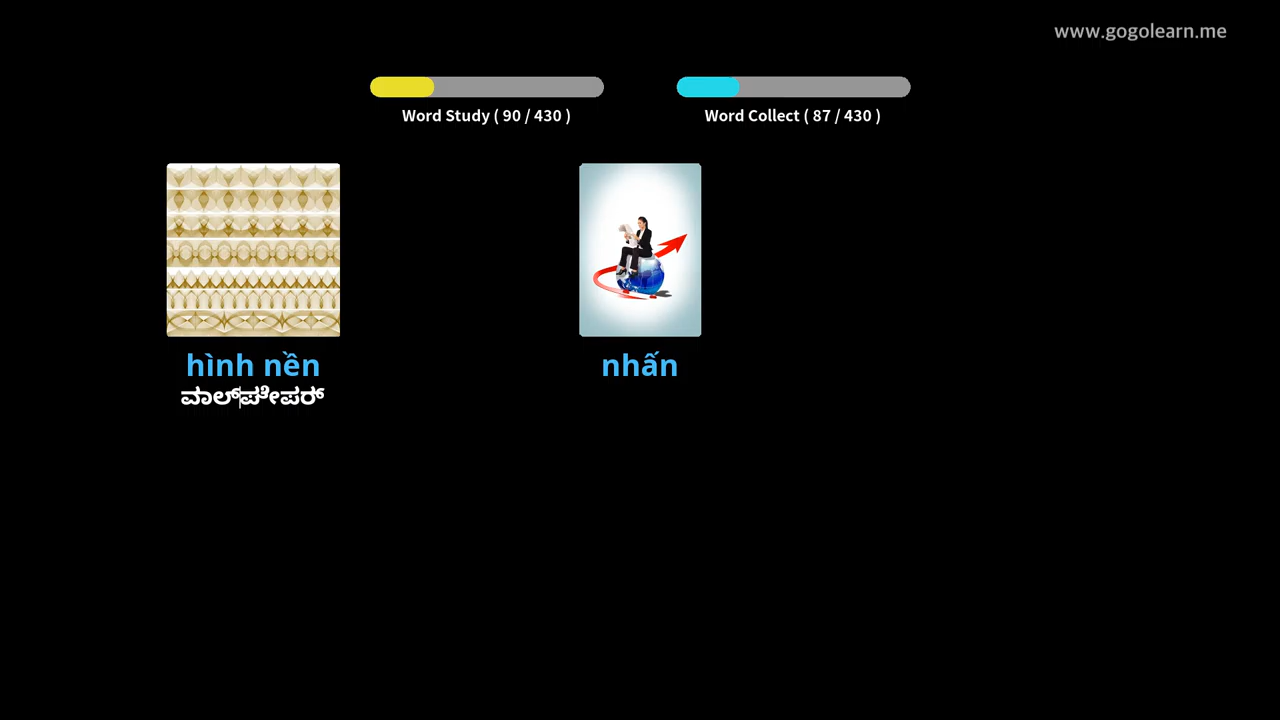 www.gogolearn.me
Word Study ( 90 / 430 )
Word Collect ( 87 / 430 )
hình nền
ವಾಲ್‌ಪೇಪರ್
nhấn